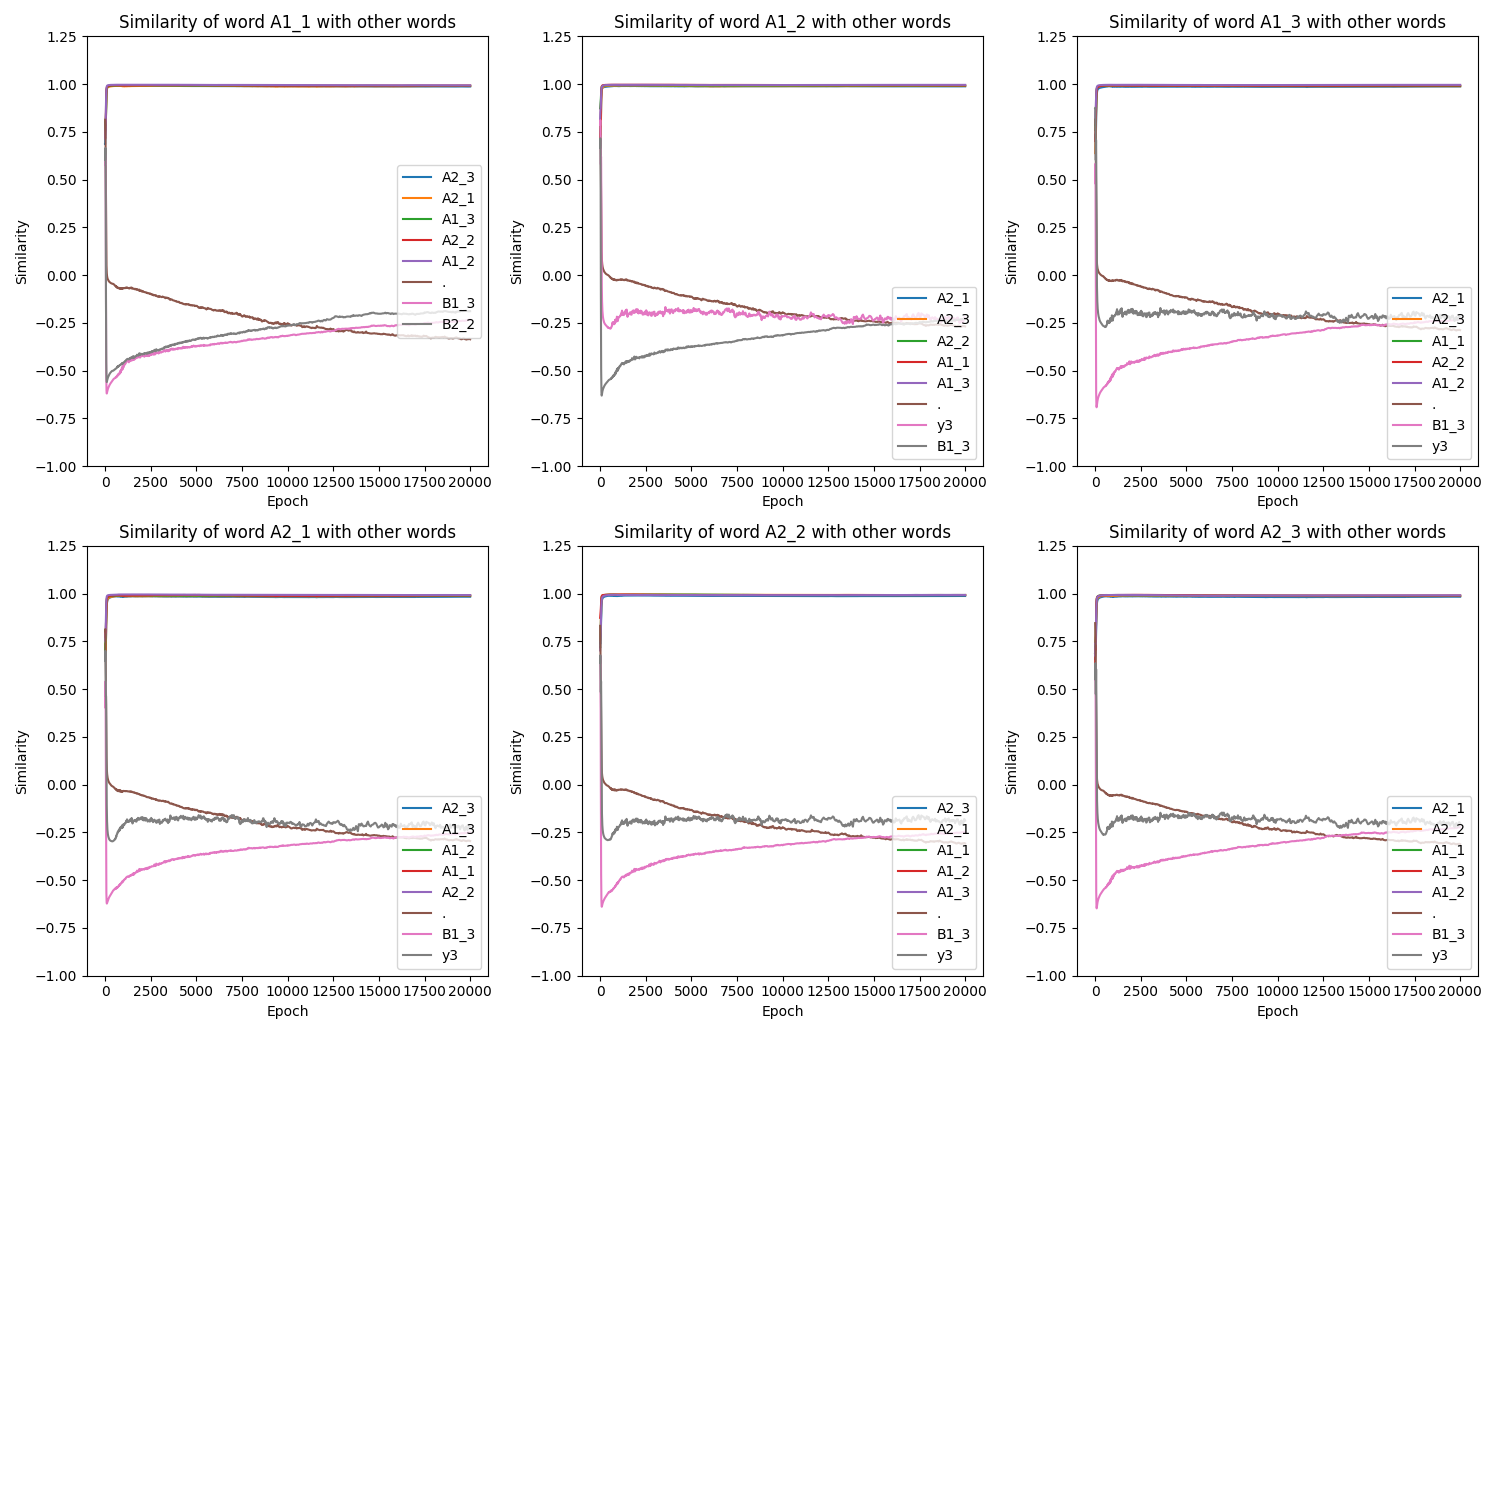 Similarity of word A1_1 with other words
1.25
1.00
0.75
0.50
0.25
0.00
−0.25
−0.50
−0.75
−1.00
Similarity
A2_3
A2_1
A1_3
A2_2
A1_2
.
B1_3
B2_2
0 2500 5000 7500 10000 12500 15000 17500 20000
Epoch
Similarity of word A1_2 with other words
1.25
1.00
0.75
0.50
0.25
0.00
−0.25
−0.50
−0.75
−1.00
Similarity
A2_1
A2_3
A2_2
A1_1
A1_3
.
y3
B1_3
0 2500 5000 7500 10000 12500 15000 17500 20000
Epoch
Similarity of word A1_3 with other words
1.25
1.00
0.75
0.50
0.25
0.00
−0.25
−0.50
−0.75
−1.00
Similarity
A2_1
A2_3
A1_1
A2_2
A1_2
.
B1_3
y3
0 2500 5000 7500 10000 12500 15000 17500 20000
Epoch
Similarity of word A2_1 with other words
1.25
1.00
0.75
0.50
0.25
0.00
−0.25
−0.50
−0.75
−1.00
Similarity
A2_3
A1_3
A1_2
A1_1
A2_2
.
B1_3
y3
0 2500 5000 7500 10000 12500 15000 17500 20000
Epoch
Similarity of word A2_2 with other words
1.25
1.00
0.75
0.50
0.25
0.00
−0.25
−0.50
−0.75
−1.00
Similarity
A2_3
A2_1
A1_1
A1_2
A1_3
.
B1_3
y3
0 2500 5000 7500 10000 12500 15000 17500 20000
Epoch
Similarity of word A2_3 with other words
1.25
1.00
0.75
0.50
0.25
0.00
−0.25
−0.50
−0.75
−1.00
Similarity
A2_1
A2_2
A1_1
A1_3
A1_2
.
B1_3
y3
0 2500 5000 7500 10000 12500 15000 17500 20000
Epoch